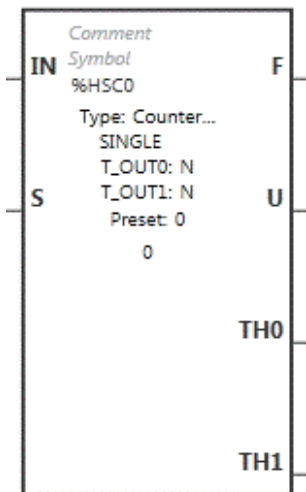 Comment
IN Symbol F
%HSC0
Type: Counter...
SINGLE
T_OUT0: N
S T_OUT1: N U
Preset: 0
0
TH0
TH1